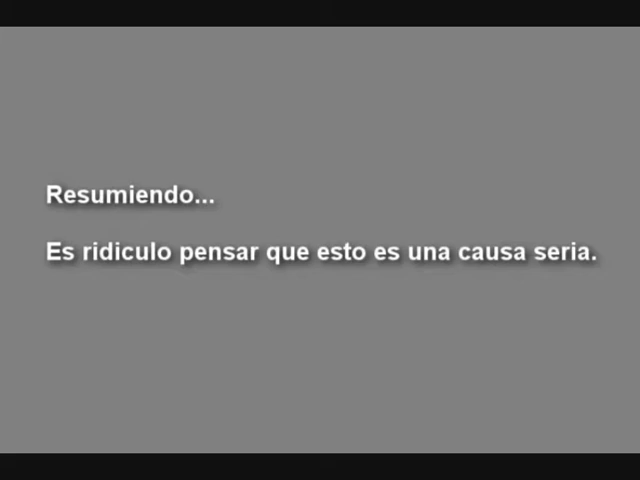 Resumiendo...
Es ridiculo pensar que esto es una causa seria.